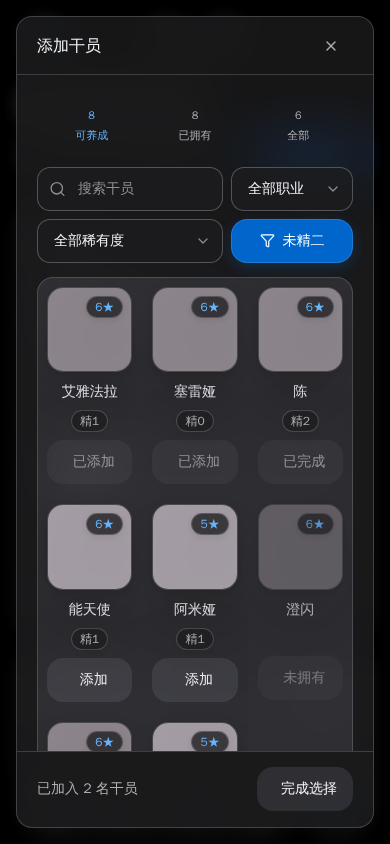 添加干员
8 8 6
可养成 已拥有 全部
搜索干员 全部职业
全部稀有度 未精二
6★ 6★ 6★
艾雅法拉 塞雷娅 陈
精1 精0 精2
已添加 已添加 已完成
6★ 5★ 6★
能天使 阿米娅 澄闪
精1 精1
添加 添加 未拥有
6★ 5★
已加入 2 名干员 完成选择